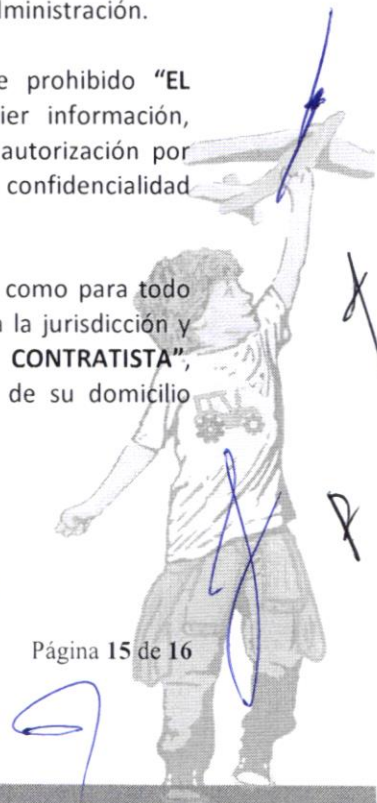 dministración.
e prohibido “EL
ier información,
autorización por
confidencialidad
como para todo
a la jurisdicción y
CONTRATISTA”,
de su domicilio
Página 15 de 16